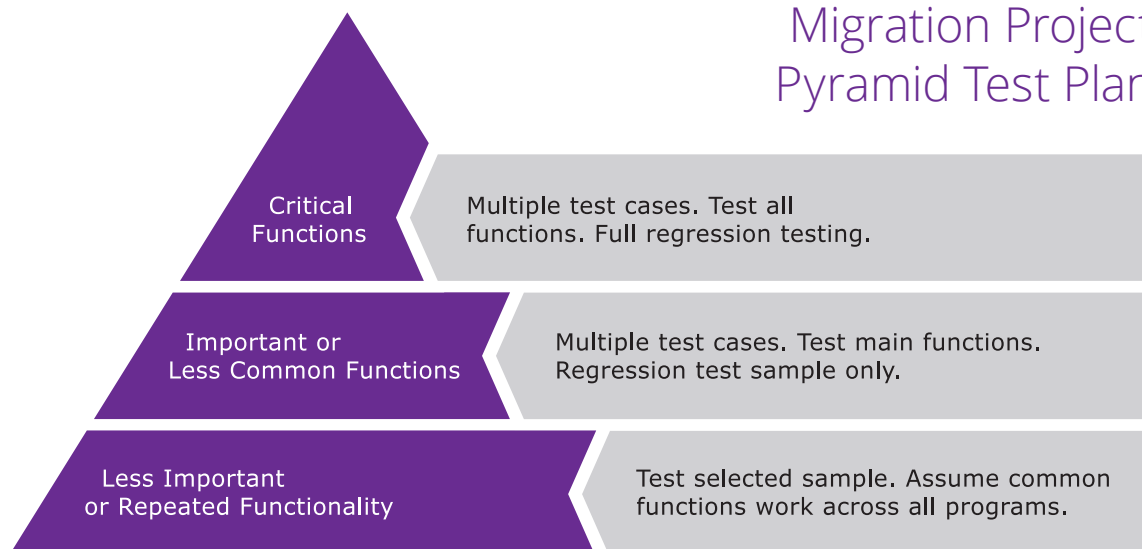 Migration Project
Pyramid Test Plan
Critical
Functions
Multiple test cases. Test all
functions. Full regression testing.
Important or
Less Common Functions
Multiple test cases. Test main functions.
Regression test sample only.
Less Important
or Repeated Functionality
Test selected sample. Assume common
functions work across all programs.